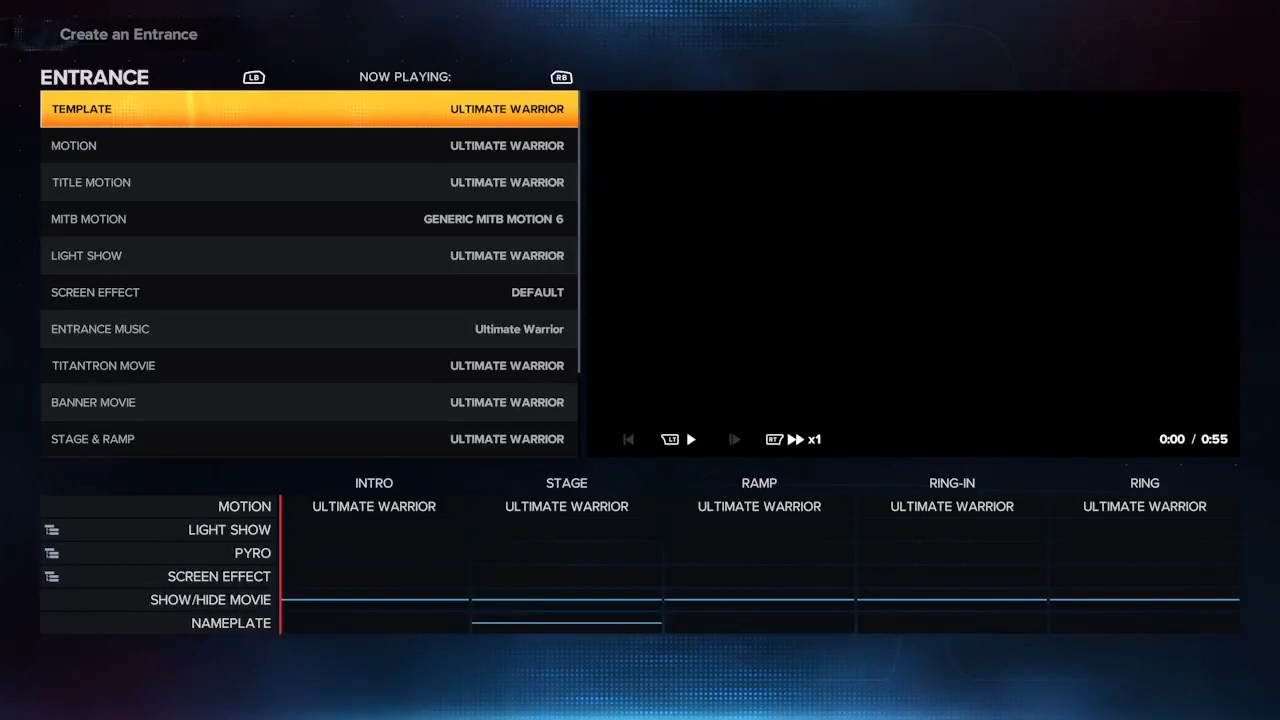 Create an Entrance
ENTRANCE LB NOW PLAYING: RB
TEMPLATE ULTIMATE WARRIOR
MOTION ULTIMATE WARRIOR
TITLE MOTION ULTIMATE WARRIOR
MITB MOTION GENERIC MITB MOTION 6
LIGHT SHOW ULTIMATE WARRIOR
SCREEN EFFECT DEFAULT
ENTRANCE MUSIC Ultimate Warrior
TITANTRON MOVIE ULTIMATE WARRIOR
BANNER MOVIE ULTIMATE WARRIOR
STAGE & RAMP ULTIMATE WARRIOR
LT RT x1 0:00 / 0:55
INTRO STAGE RAMP RING-IN RING
MOTION ULTIMATE WARRIOR ULTIMATE WARRIOR ULTIMATE WARRIOR ULTIMATE WARRIOR ULTIMATE WARRIOR
LIGHT SHOW
PYRO
SCREEN EFFECT
SHOW/HIDE MOVIE
NAMEPLATE